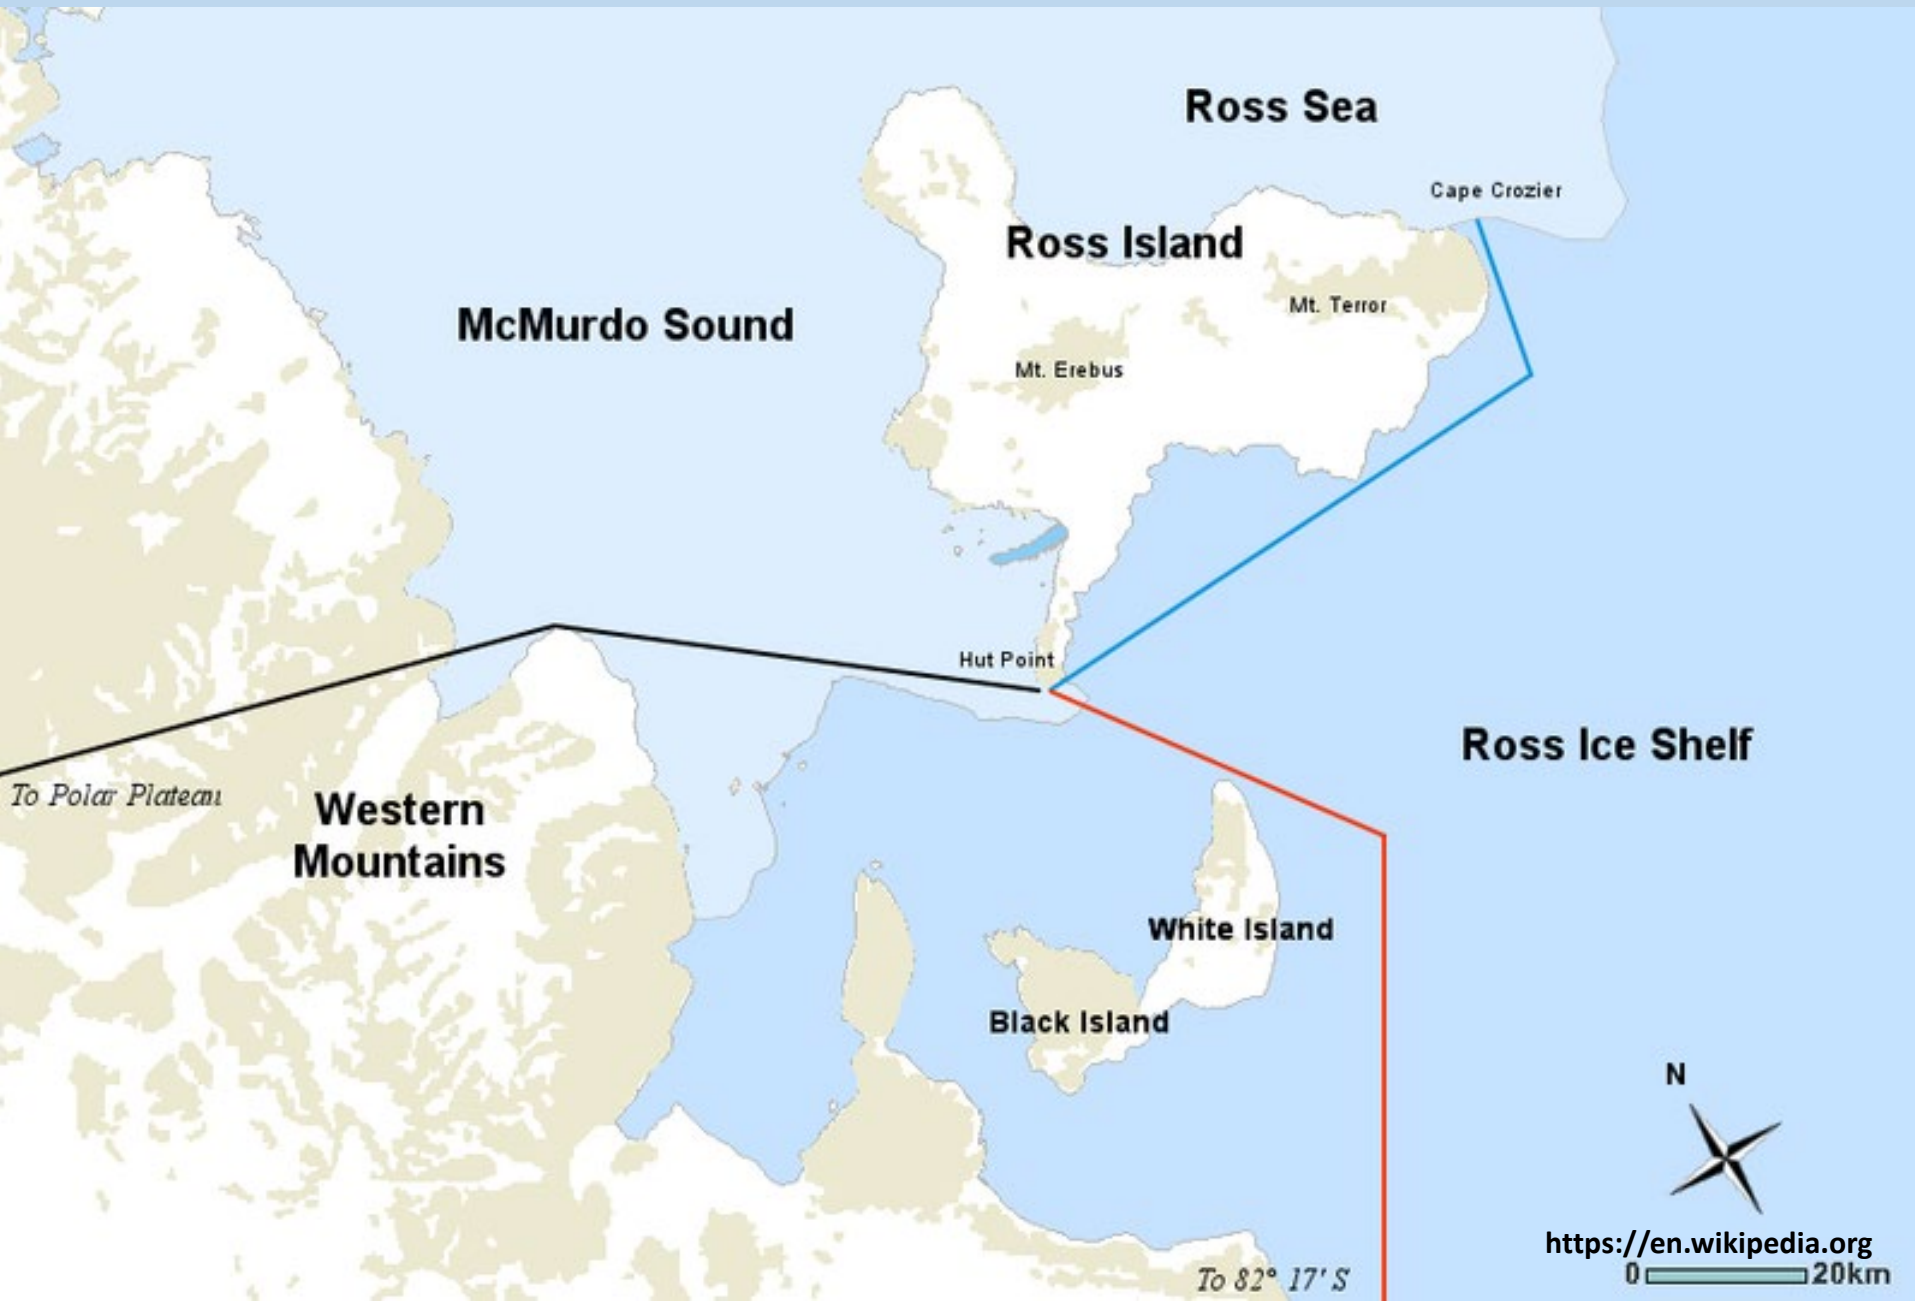 Ross Sea
Cape Crozier
Ross Island
Mt. Terror
McMurdo Sound
Mt. Erebus
Hut Point
Ross Ice Shelf
To Polar Plateau
Western
Mountains
White Island
Black Island
N
https://en.wikipedia.org
To 82° 17' S
0 20km